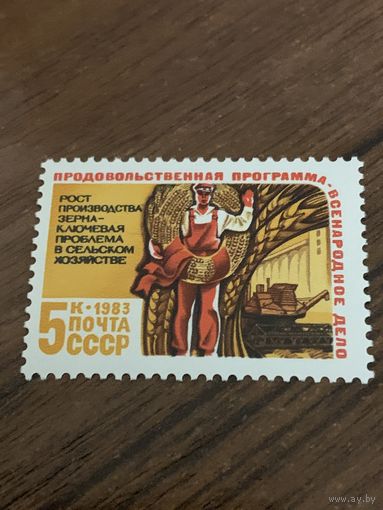 ПРОДОВОЛЬСТВЕННАЯ ПРОГРАММА-ВСЕНАРОДНОЕ ДЕЛО
РОСТ
ПРОИЗВОДСТВА
ЗЕРНА-
КЛЮЧЕВАЯ
ПРОБЛЕМА
В СЕЛЬСКОМ
ХОЗЯЙСТВЕ
5 К·1983
ПОЧТА
СССР
www.ay.by